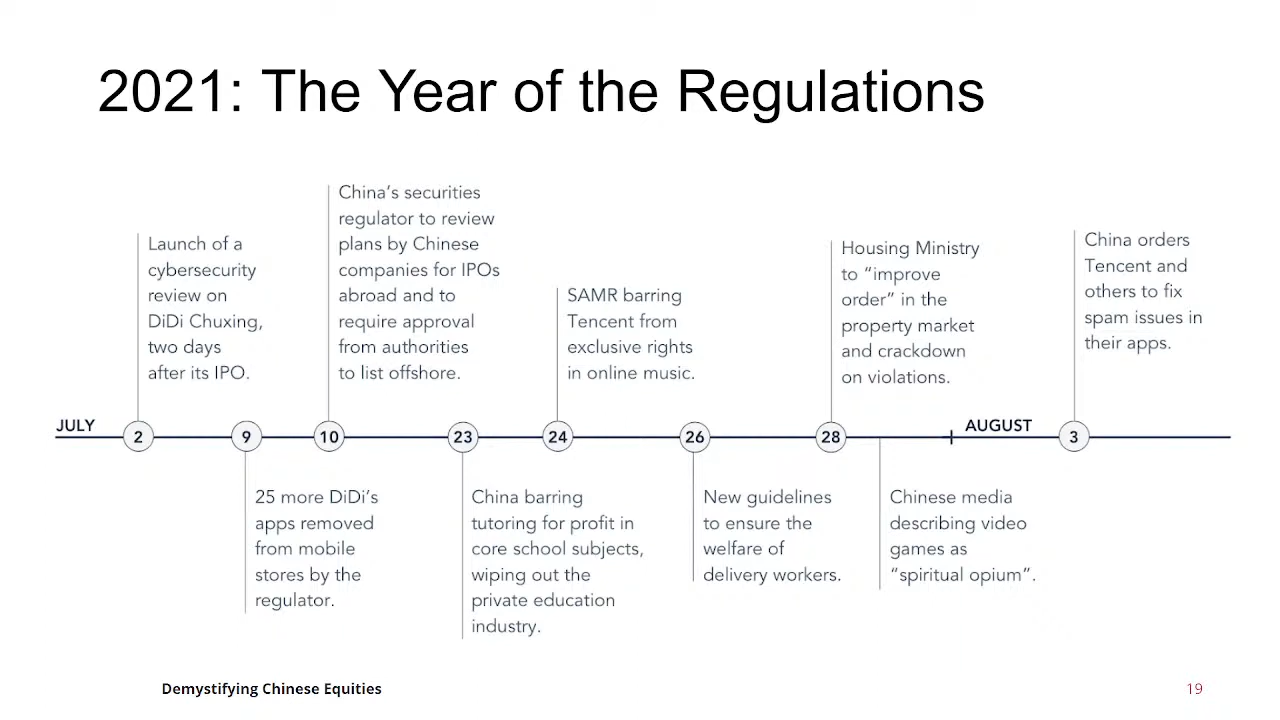 2021: The Year of the Regulations
Launch of a
cybersecurity
review on
DiDi Chuxing,
two days
after its IPO.
China's securities
regulator to review
plans by Chinese
companies for IPOs
abroad and to
require approval
from authorities
to list offshore.
SAMR barring
Tencent from
exclusive rights
in online music.
Housing Ministry
to “improve
order” in the
property market
and crackdown
on violations.
China orders
Tencent and
others to fix
spam issues in
their apps.
JULY
2
9
10
23
24
26
28
AUGUST
3
25 more DiDi's
apps removed
from mobile
stores by the
regulator.
China barring
tutoring for profit in
core school subjects,
wiping out the
private education
industry.
New guidelines
to ensure the
welfare of
delivery workers.
Chinese media
describing video
games as
“spiritual opium”.
Demystifying Chinese Equities
19